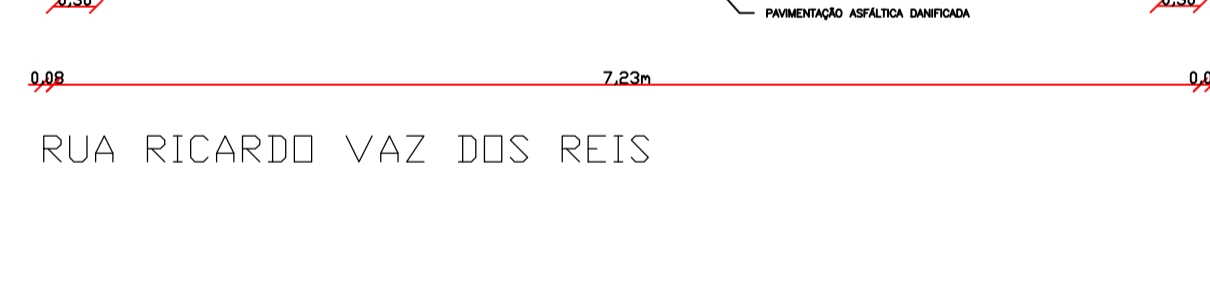 PAVIMENTAÇÃO ASFÁLTICA DANIFICADA
0,08 7,23m
RUA RICARDO VAZ DOS REIS